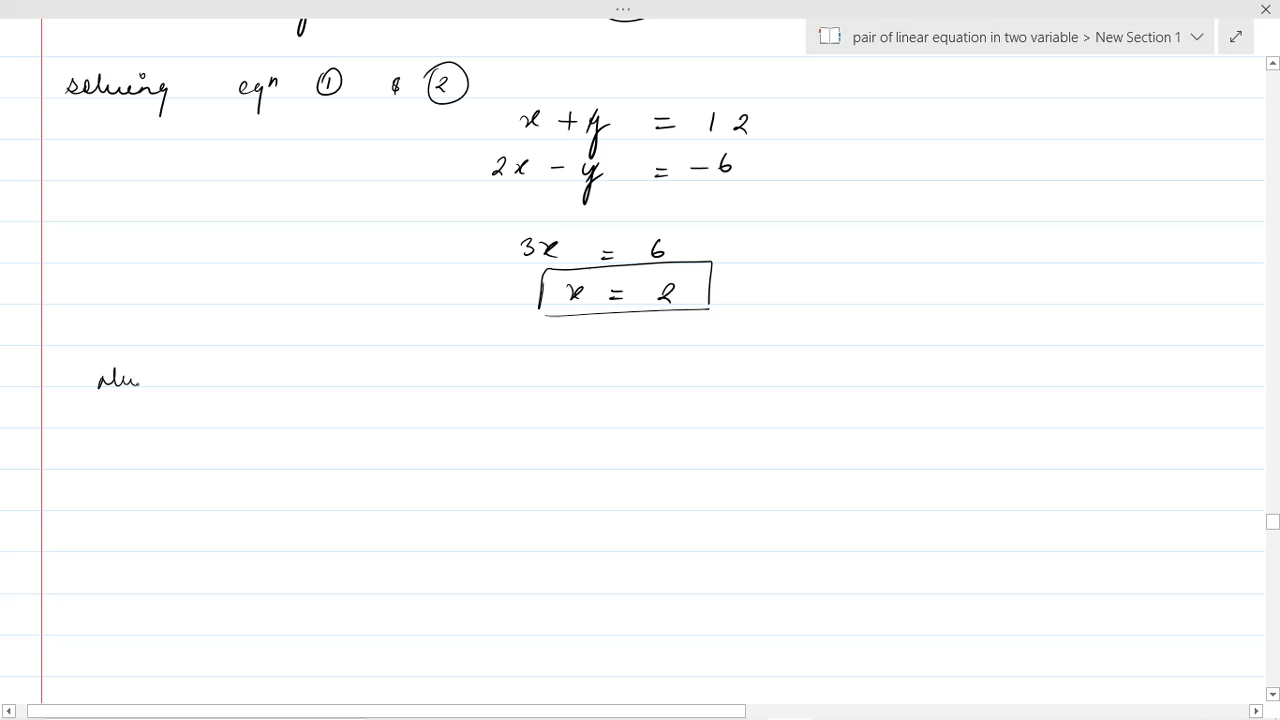 pair of linear equation in two variable > New Section 1
solving eqn ① & ②
x + y = 12
2x - y = -6
3x = 6
x = 2